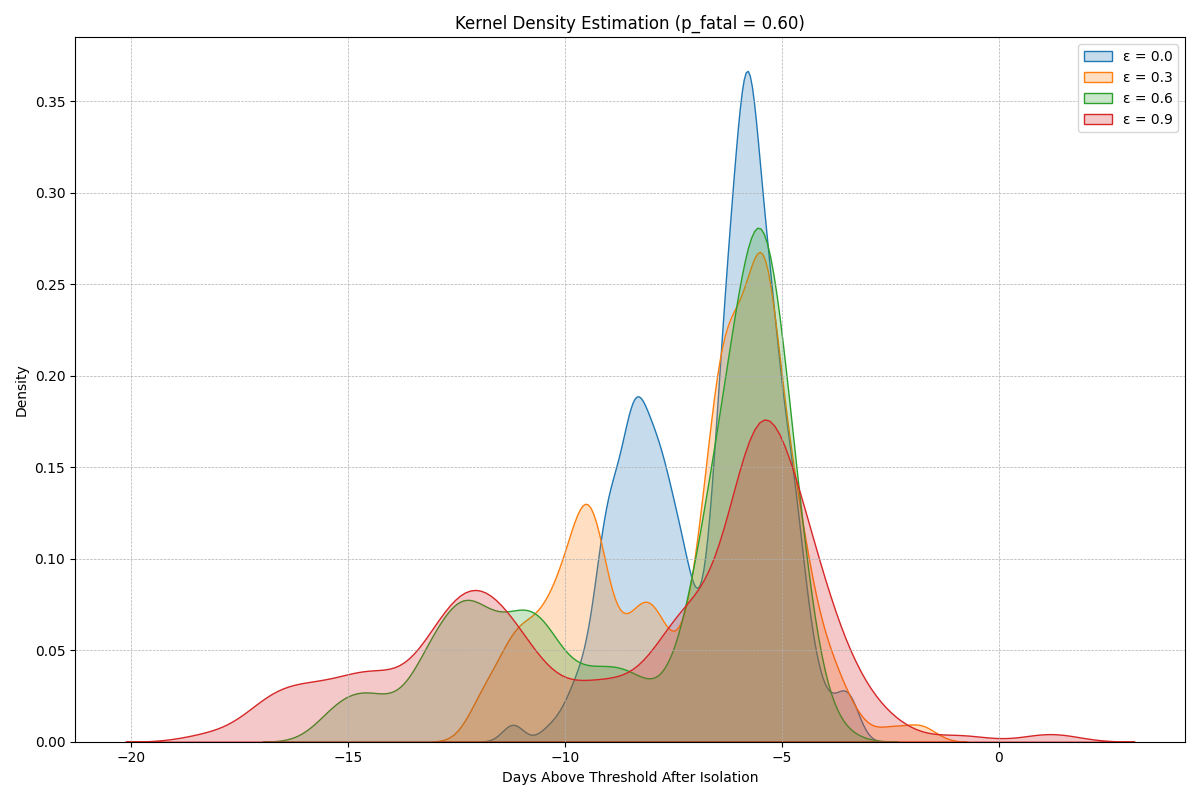 Kernel Density Estimation (p_fatal = 0.60)
ε = 0.0
ε = 0.3
ε = 0.6
ε = 0.9
Density
0.35
0.30
0.25
0.20
0.15
0.10
0.05
0.00
−20
−15
−10
−5
0
Days Above Threshold After Isolation